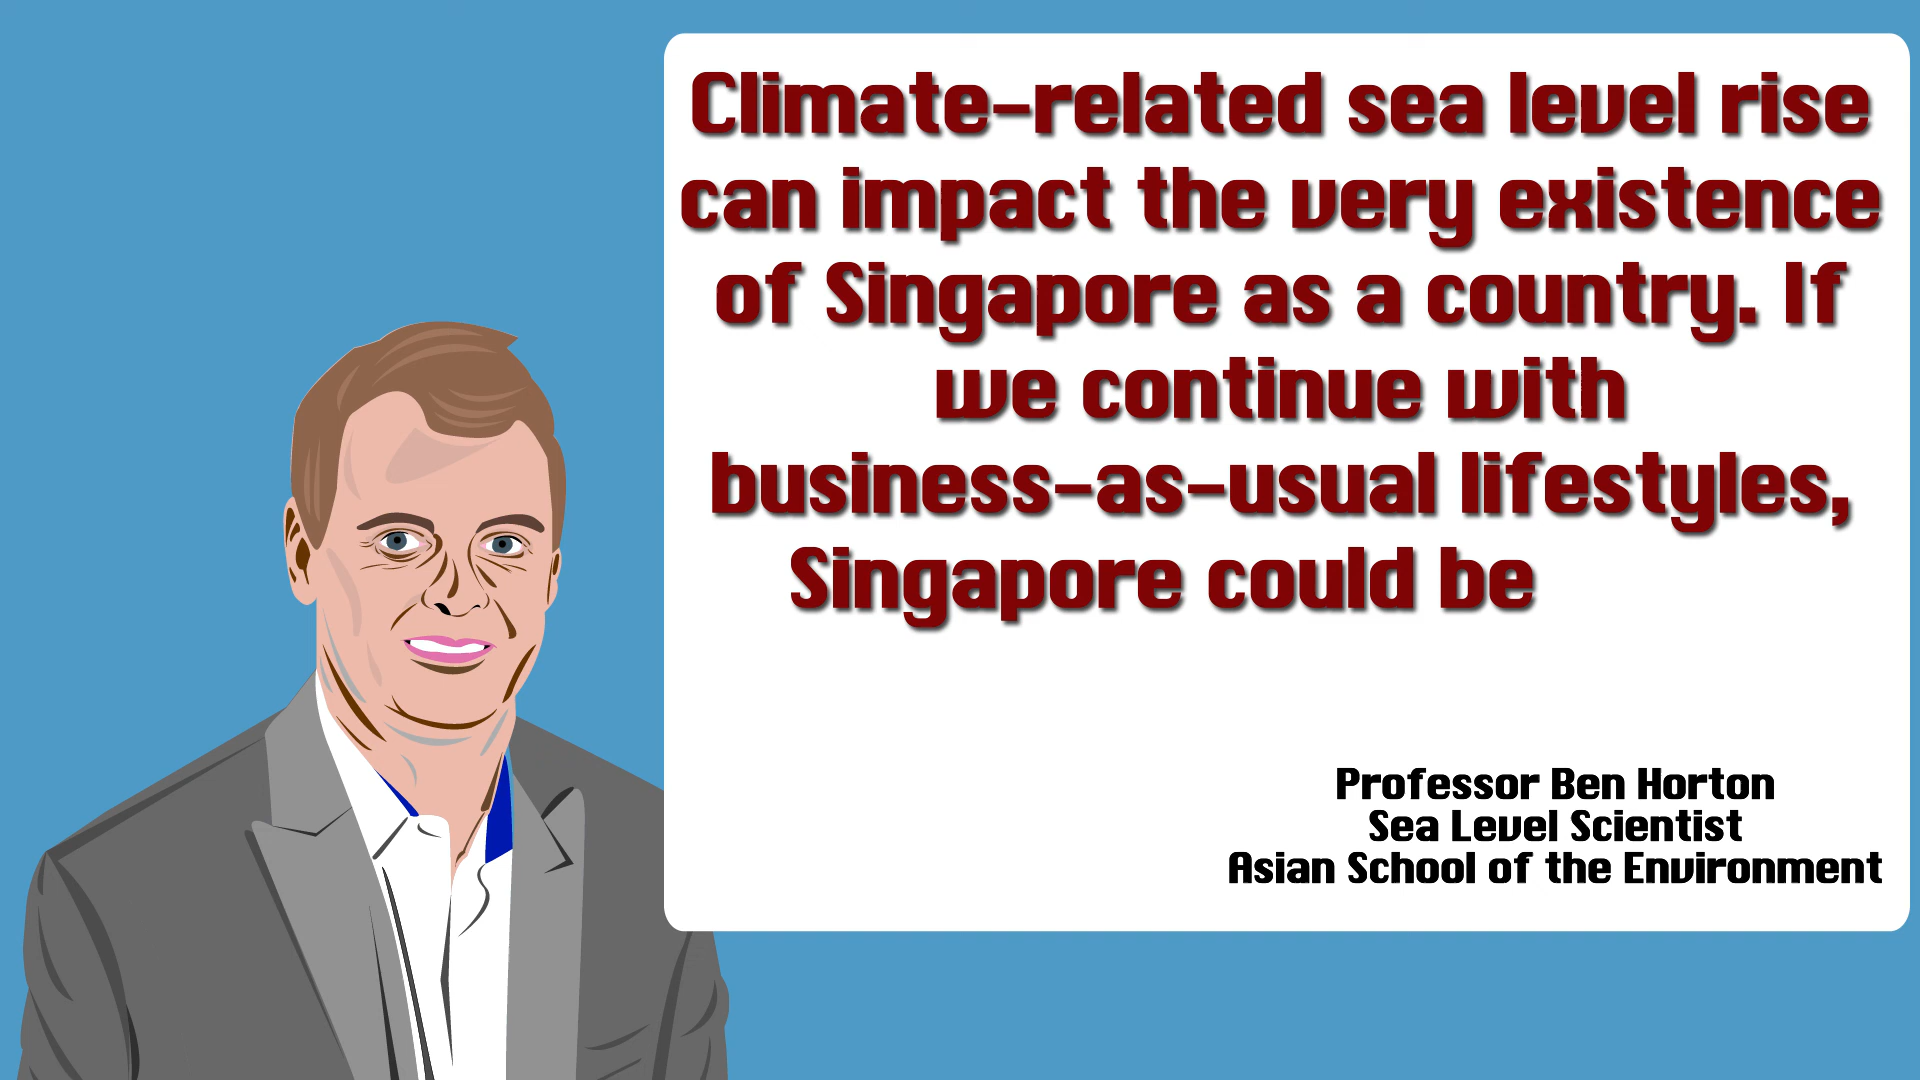 Climate-related sea level rise
can impact the very existence
of Singapore as a country. If
we continue with
business-as-usual lifestyles,
Singapore could be
Professor Ben Horton
Sea Level Scientist
Asian School of the Environment